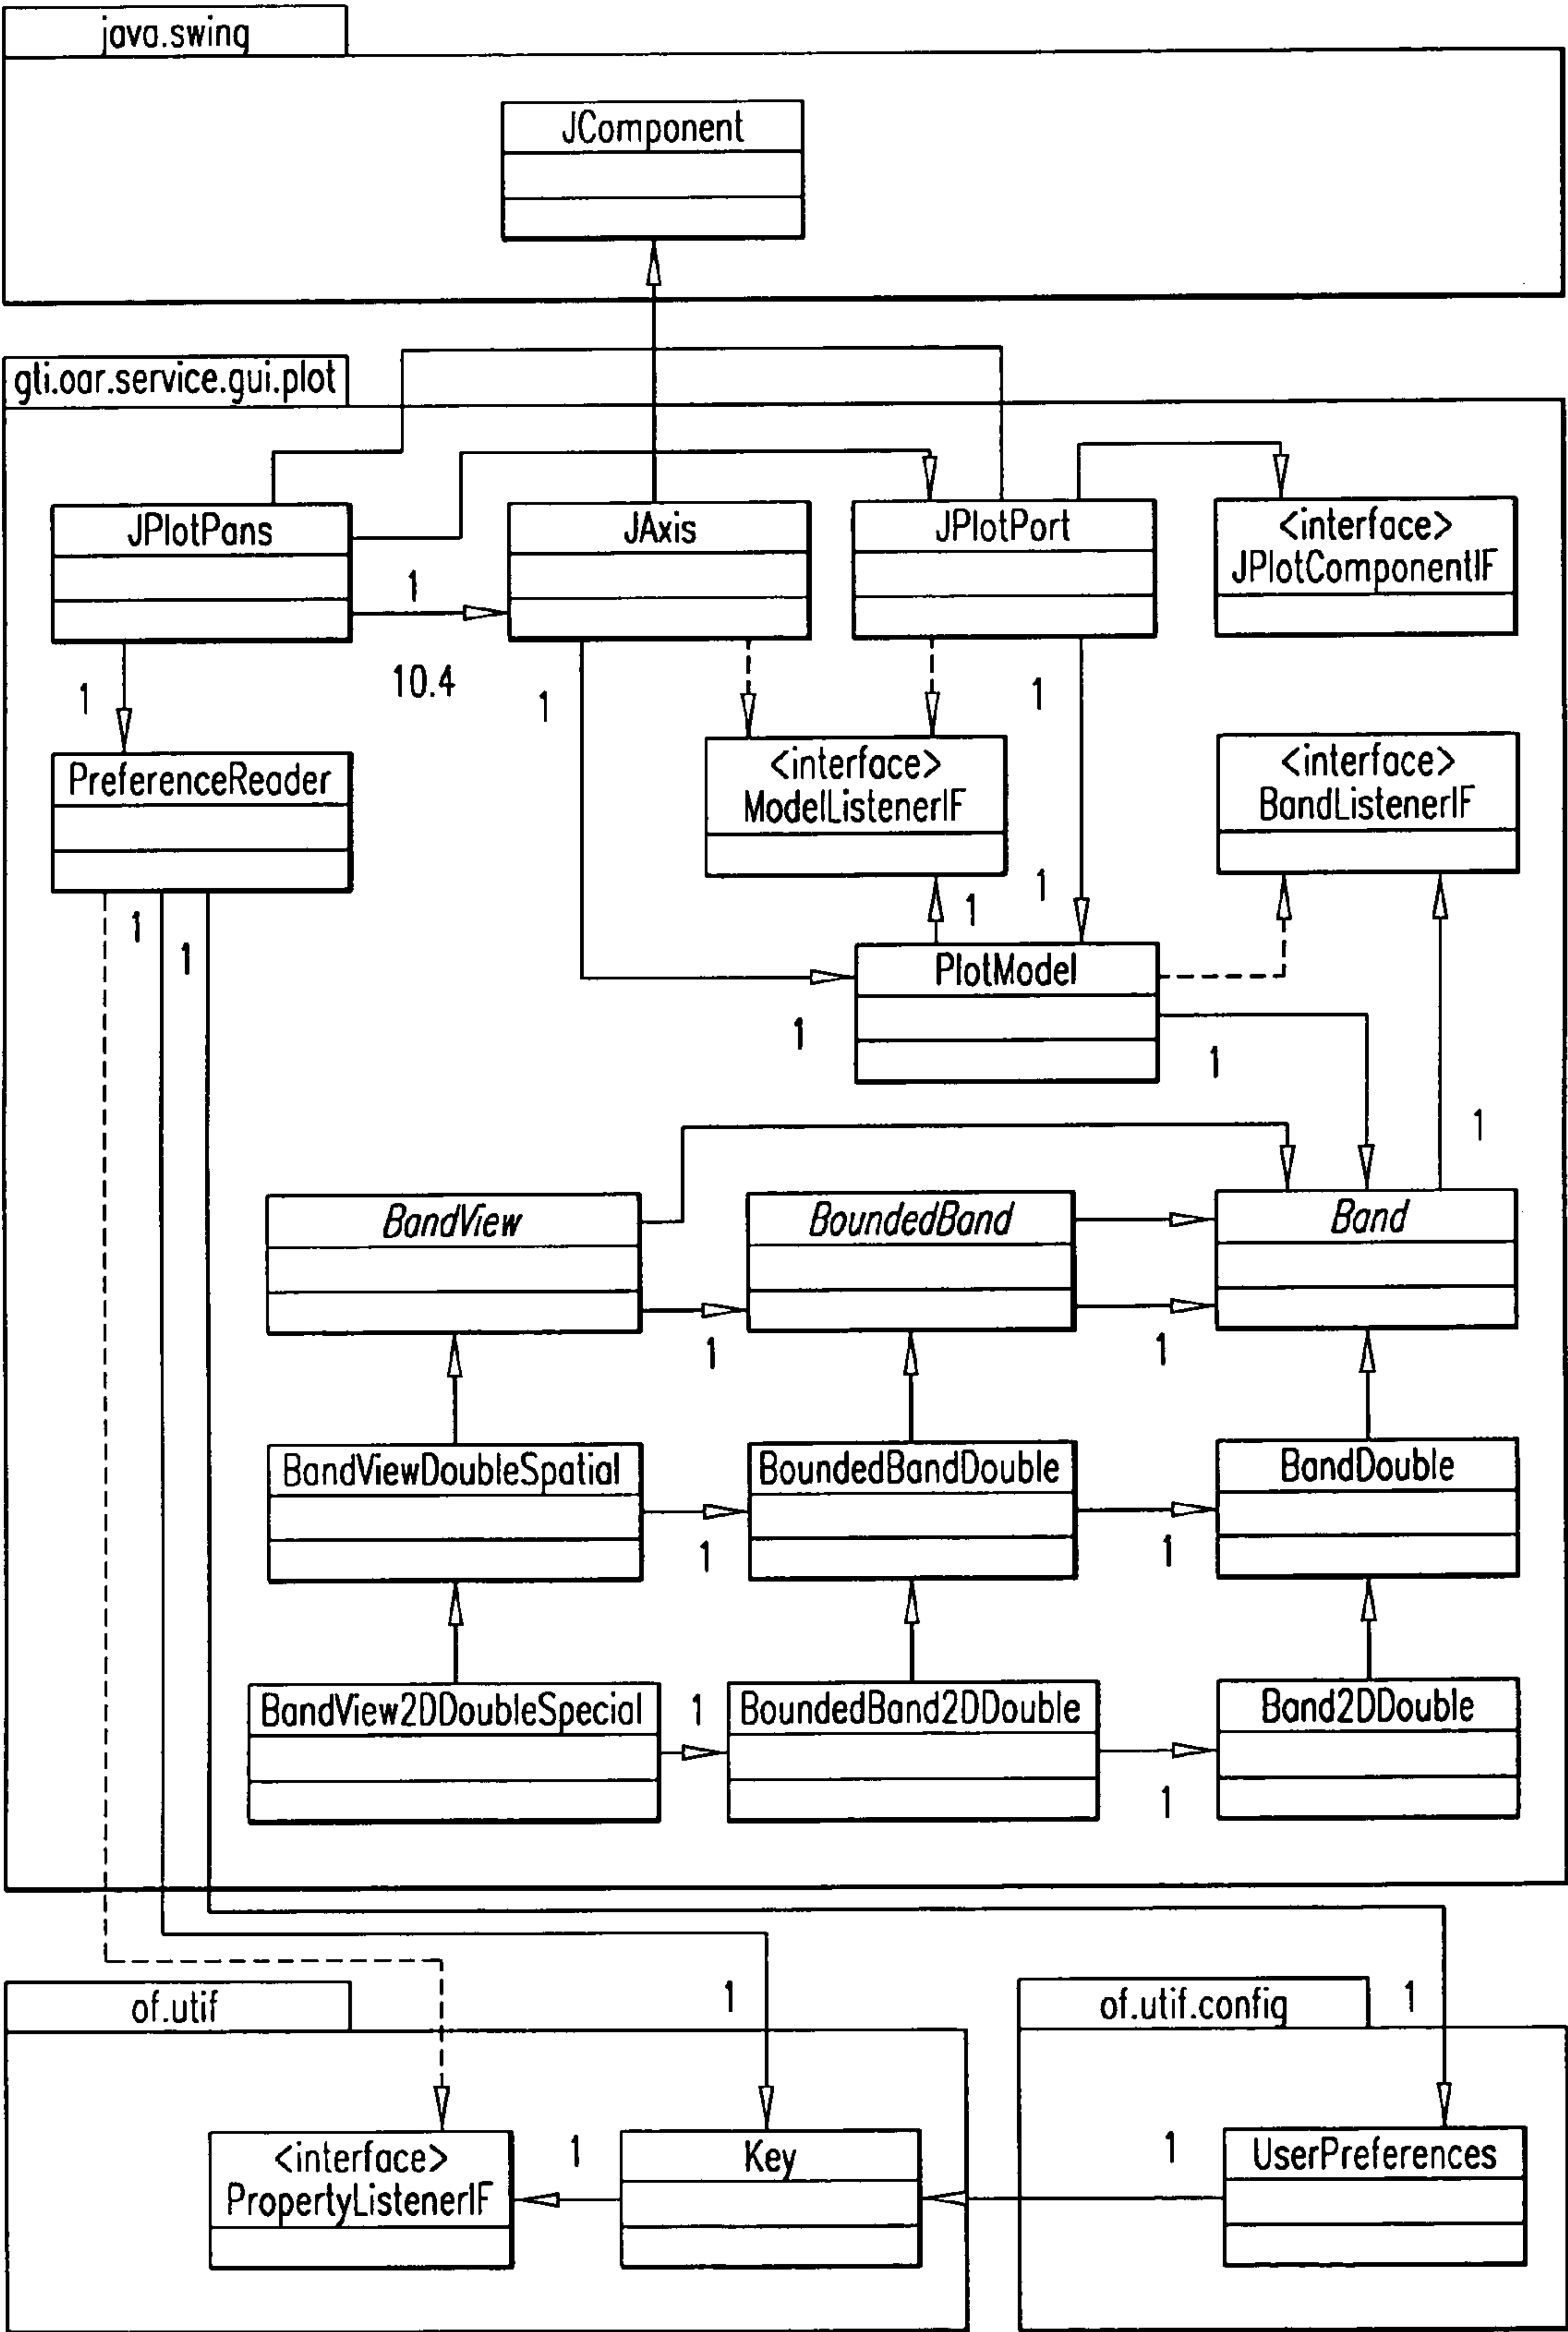 java.swing
JComponent
gti.oar.service.gui.plot
JPlotPans
JAxis
JPlotPort
<interface>
JPlotComponentIF
1
10.4
1
1
1
PreferenceReader
<interface>
ModelListenerIF
<interface>
BandListenerIF
1
1
1
1
PlotModel
1
1
1
BandView
BoundedBand
Band
1
1
BandViewDoubleSpatial
BoundedBandDouble
BandDouble
1
1
BandView2DDoubleSpecial
1
BoundedBand2DDouble
Band2DDouble
1
of.utif
1
of.utif.config
1
<interface>
PropertyListenerIF
1
Key
1
UserPreferences